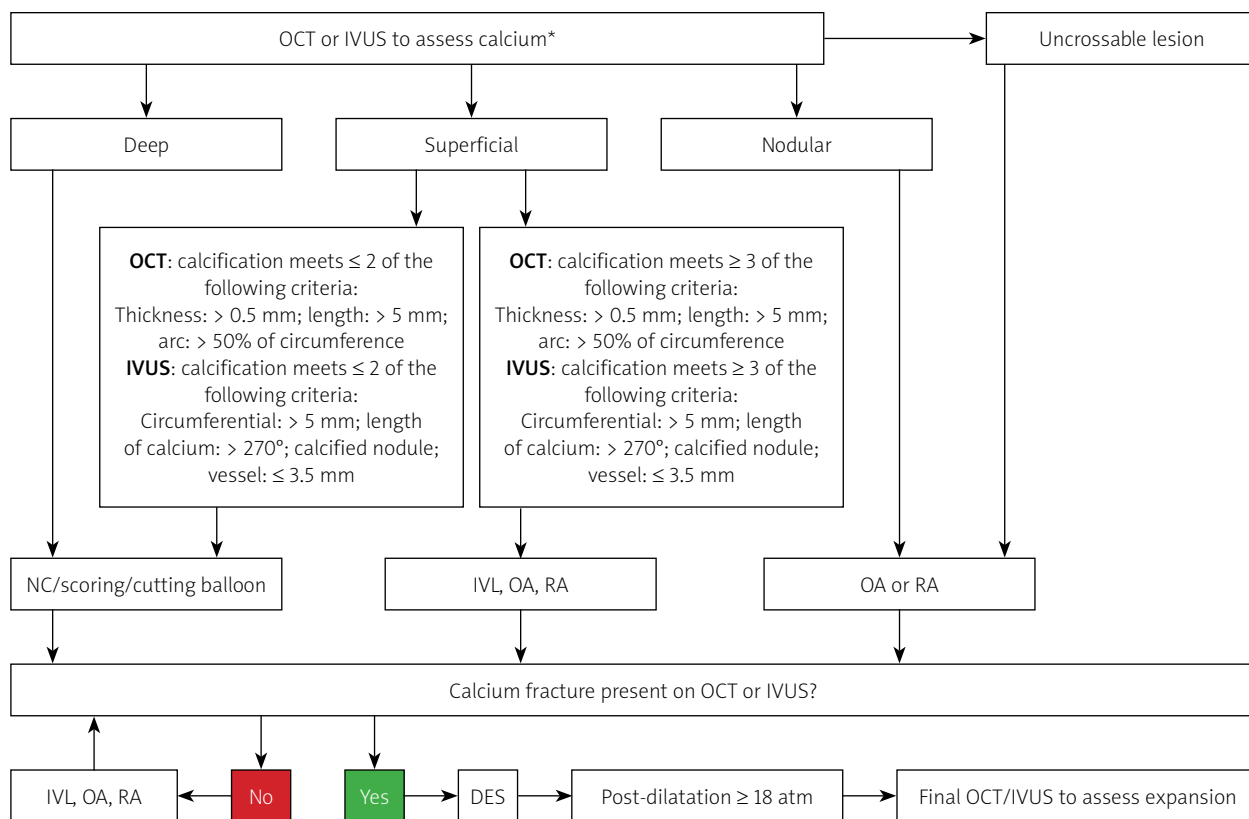 OCT or IVUS to assess calcium*
Uncrossable lesion
Deep
Superficial
Nodular
OCT: calcification meets ≤ 2 of the
following criteria:
Thickness: > 0.5 mm; length: > 5 mm;
arc: > 50% of circumference
IVUS: calcification meets ≤ 2 of the
following criteria:
Circumferential: > 5 mm; length
of calcium: > 270°; calcified nodule;
vessel: ≤ 3.5 mm
OCT: calcification meets ≥ 3 of the
following criteria:
Thickness: > 0.5 mm; length: > 5 mm;
arc: > 50% of circumference
IVUS: calcification meets ≥ 3 of the
following criteria:
Circumferential: > 5 mm; length
of calcium: > 270°; calcified nodule;
vessel: ≤ 3.5 mm
NC/scoring/cutting balloon
IVL, OA, RA
OA or RA
Calcium fracture present on OCT or IVUS?
IVL, OA, RA
No
Yes
DES
Post-dilatation ≥ 18 atm
Final OCT/IVUS to assess expansion